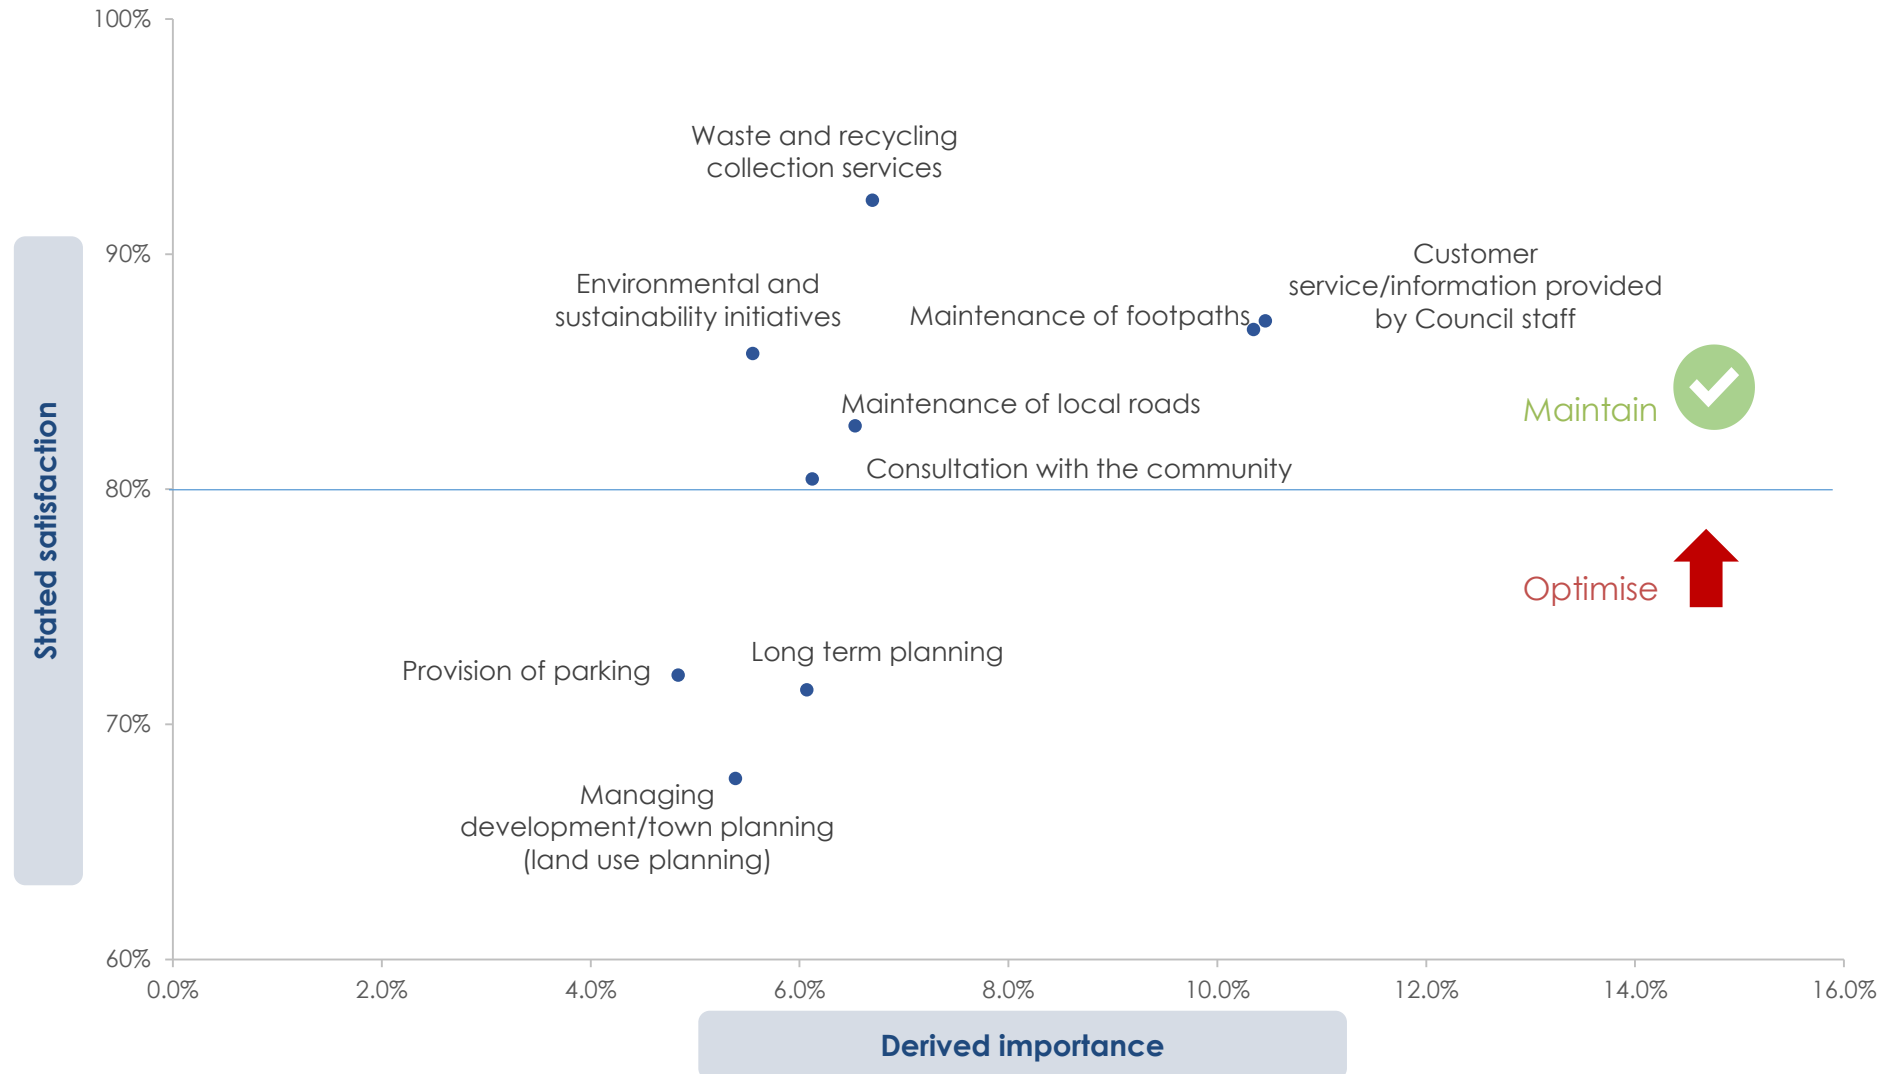 100%
Waste and recycling
collection services
90%
Environmental and
sustainability initiatives
Maintenance of footpaths
Customer
service/information provided
by Council staff
Maintenance of local roads
Maintain
Consultation with the community
80%
Stated satisfaction
Optimise
Provision of parking
Long term planning
70%
Managing
development/town planning
(land use planning)
60%
0.0%
2.0%
4.0%
6.0%
8.0%
10.0%
12.0%
14.0%
16.0%
Derived importance